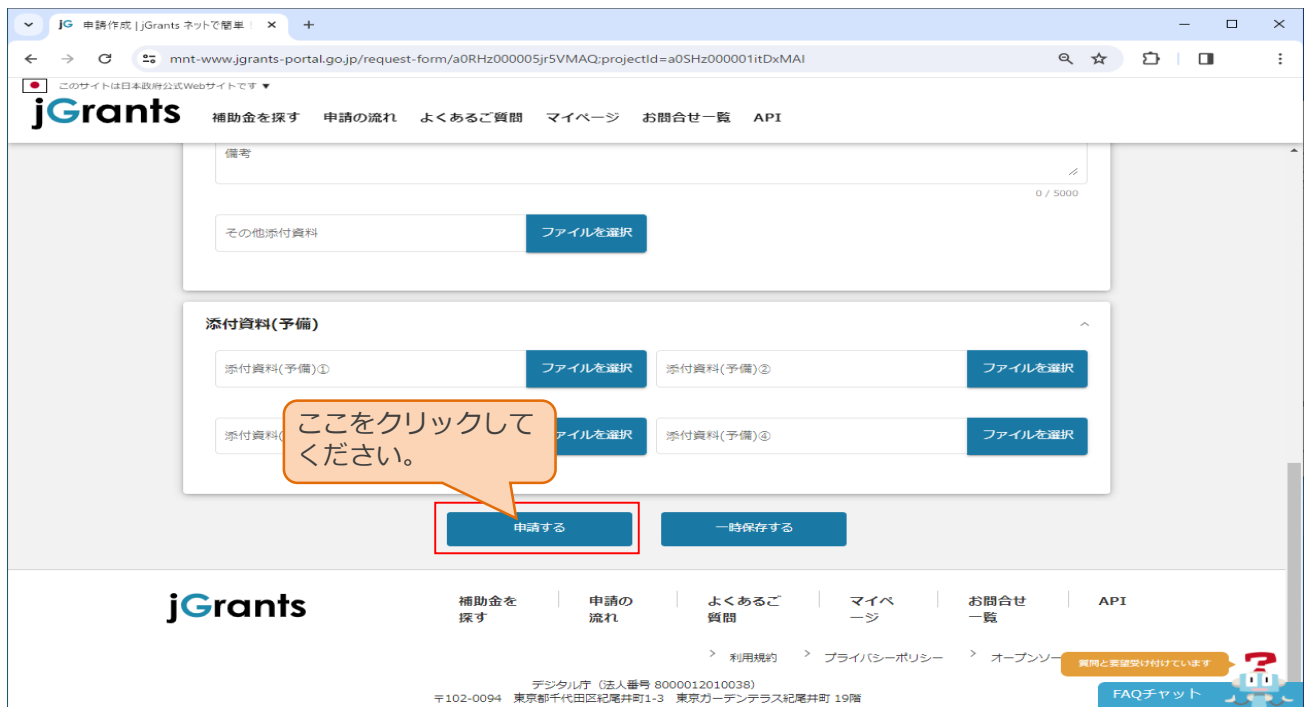 jG 申請作成 | jGrants ネットで簡単
mnt-www.jgrants-portal.go.jp/request-form/a0RHz000005jr5VMAQ;projectId=a0SHz000001itDxMAI
このサイトは日本政府公式Webサイトです ▼
jGrants 補助金を探す 申請の流れ よくあるご質問 マイページ お問合せ一覧 API
備考
0 / 5000
その他添付資料 ファイルを選択
添付資料(予備)
添付資料(予備)① ファイルを選択 添付資料(予備)② ファイルを選択
ここをクリックして
ください。
添付資料( ァイルを選択 添付資料(予備)④ ファイルを選択
申請する 一時保存する
jGrants
補助金を
探す
申請の
流れ
よくあるご
質問
マイペ
ージ
お問合せ
一覧
API
> 利用規約 > プライバシーポリシー > オープンソー
質問と要望受け付けています
?
デジタル庁（法人番号 8000012010038）
〒102-0094 東京都千代田区紀尾井町1-3 東京ガーデンテラス紀尾井町 19階
FAQチャット